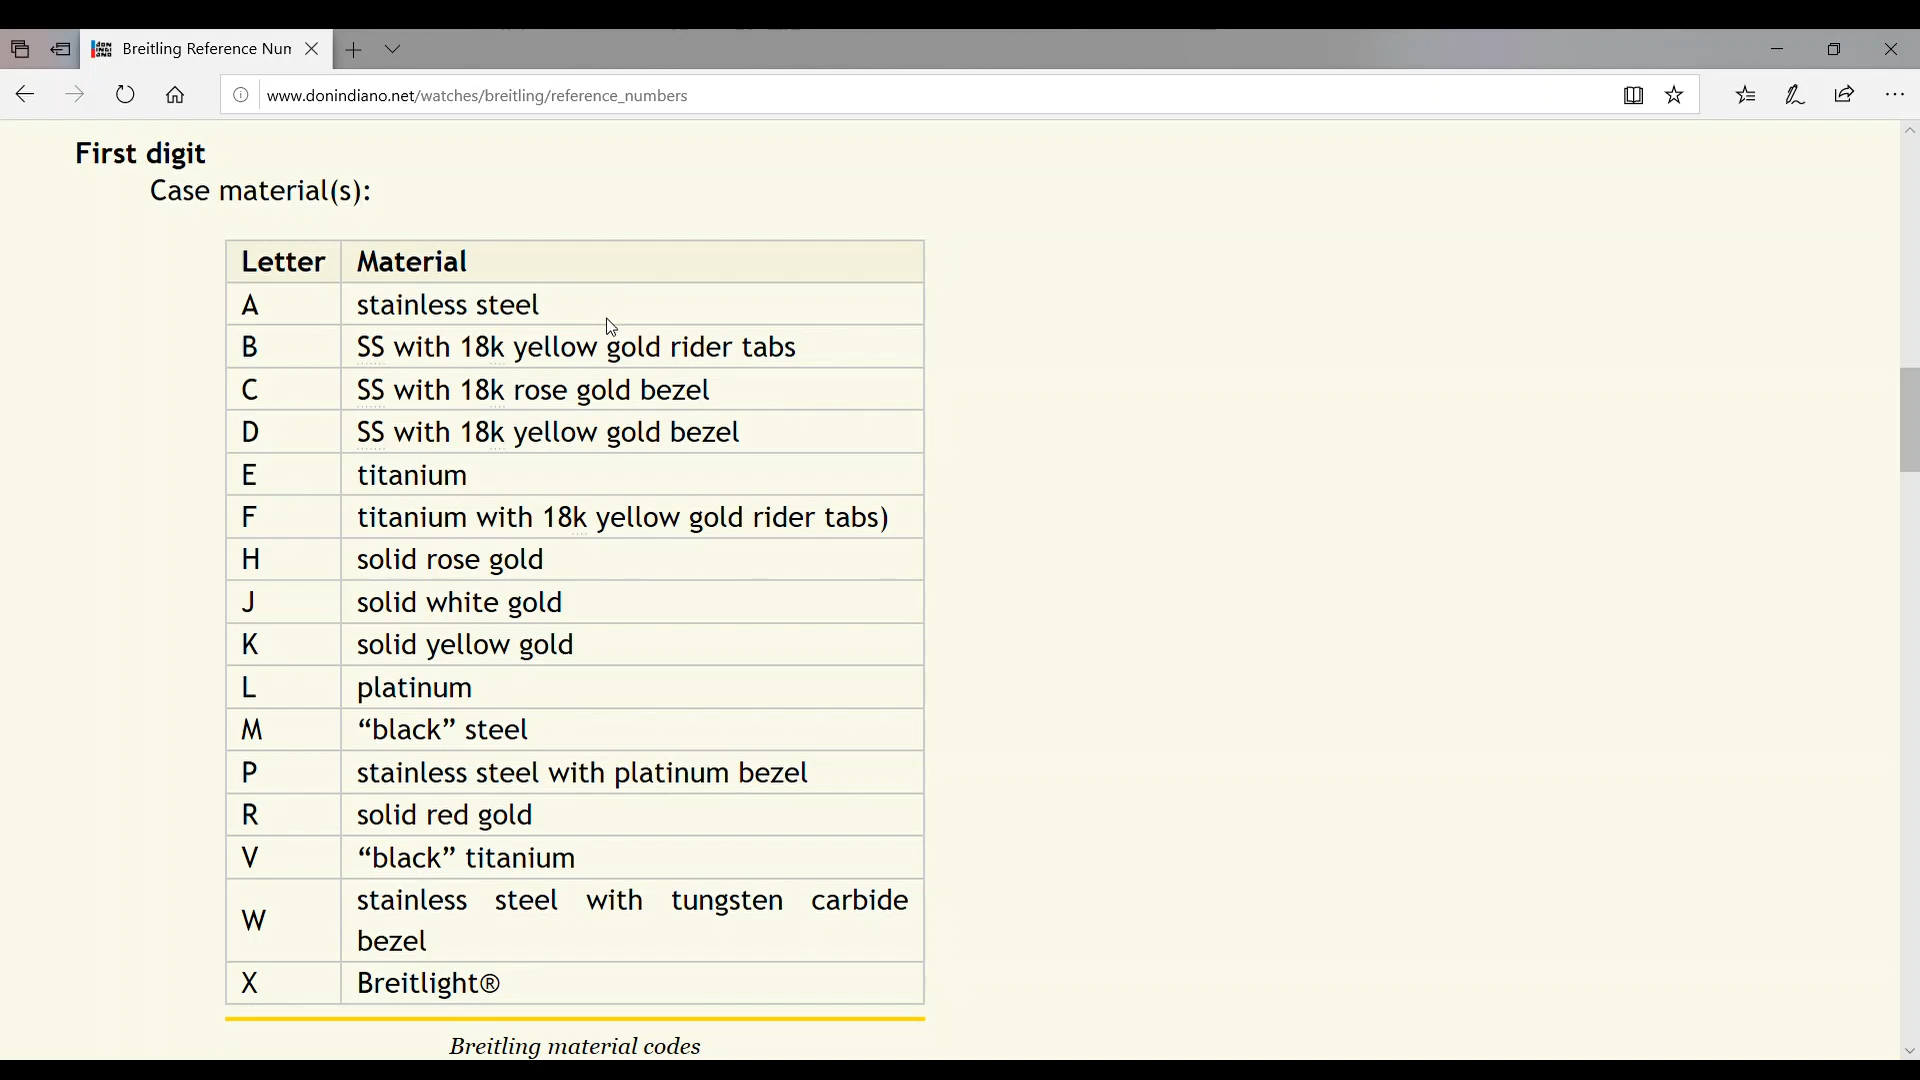 Breitling Reference Num
www.donindiano.net/watches/breitling/reference_numbers
First digit
Case material(s):
Letter Material
A stainless steel
B SS with 18k yellow gold rider tabs
C SS with 18k rose gold bezel
D SS with 18k yellow gold bezel
E titanium
F titanium with 18k yellow gold rider tabs)
H solid rose gold
J solid white gold
K solid yellow gold
L platinum
M “black” steel
P stainless steel with platinum bezel
R solid red gold
V “black” titanium
W stainless steel with tungsten carbide
bezel
X Breitlight®
Breitling material codes